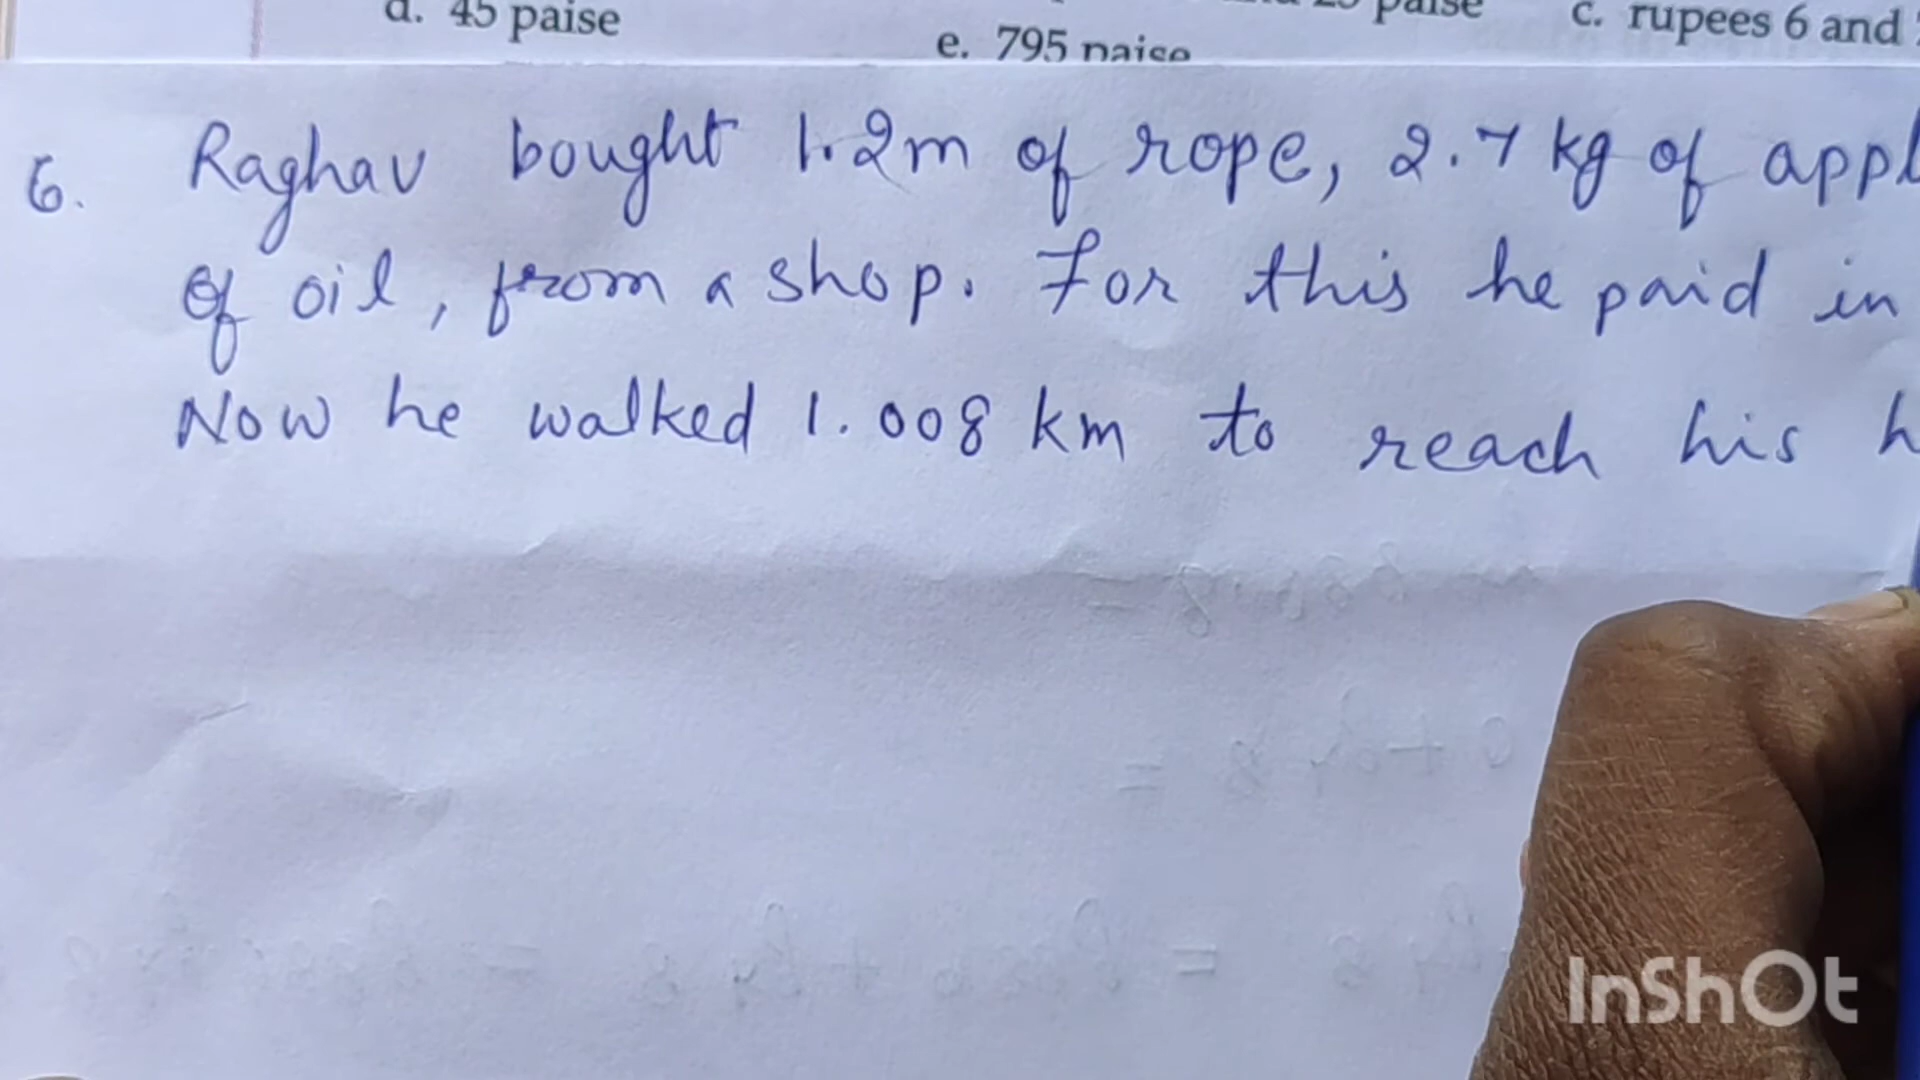 d. 45 paise
paise
c. rupees 6 and
e. 795 paise
6. Raghav bought 1.2m of rope, 2.7 kg of appl
of oil, from a shop. For this he paid in
Now he walked 1.008 km to reach his h
InShOt